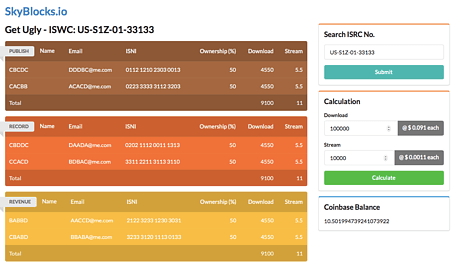 SkyBlocks.io
Get Ugly - ISWC: US-S1Z-01-33133
PUBLISH Name Email ISNI Ownership (%) Download Stream
CBCDC DDDBC@me.com 0112 1210 2303 0013 50 4550 5.5
CACBB ACACD@me.com 0223 3333 3112 3203 50 4550 5.5
Total 9100 11
RECORD Name Email ISNI Ownership (%) Download Stream
CBDDC DAADA@me.com 0202 1112 0011 1313 50 4550 5.5
CCACD BDBAC@me.com 3311 2211 3113 3110 50 4550 5.5
Total 9100 11
REVENUE Name Email ISNI Ownership (%) Download Stream
BABBD AACCD@me.com 2122 3233 1230 3031 50 4550 5.5
CBABD BBABA@me.com 3233 3120 1113 0133 50 4550 5.5
Total 9100 11
Search ISRC No.
US-S1Z-01-33133
Submit
Calculation
Download
100000 @ $ 0.091 each
Stream
10000 @ $ 0.0011 each
Calculate
Coinbase Balance
10.501994739241073922